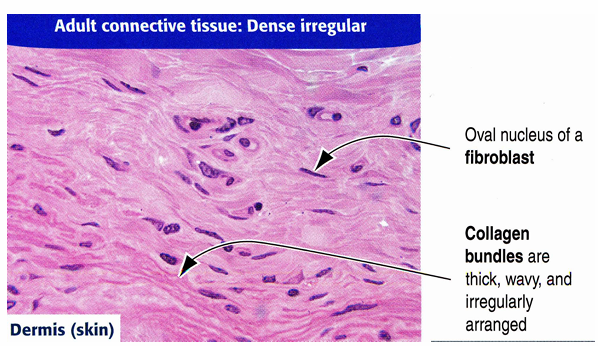 Adult connective tissue: Dense irregular
Oval nucleus of a
fibroblast
Collagen
bundles are
thick, wavy, and
irregularly
arranged
Dermis (skin)